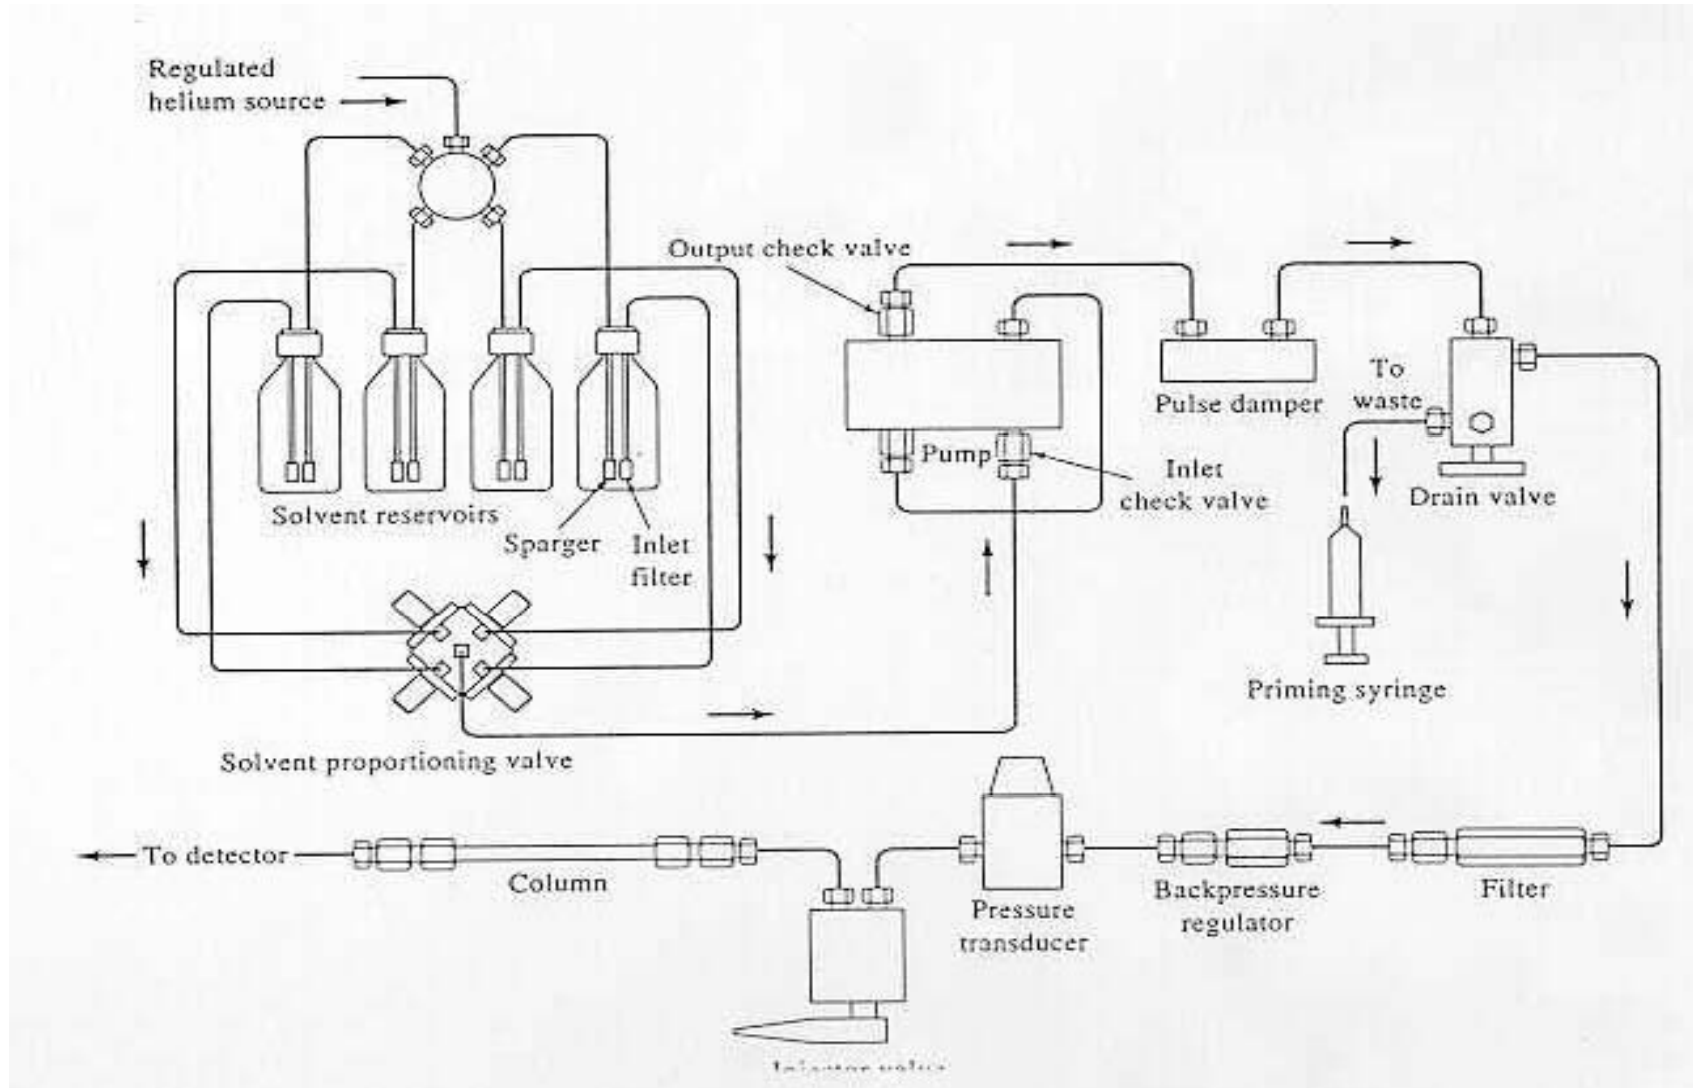 Regulated
helium source
Output check valve
To
waste
Pulse damper
Pump
Inlet
check valve
Drain valve
Solvent reservoirs
Sparger
Inlet
filter
Priming syringe
Solvent proportioning valve
To detector
Column
Pressure
transducer
Backpressure
regulator
Filter